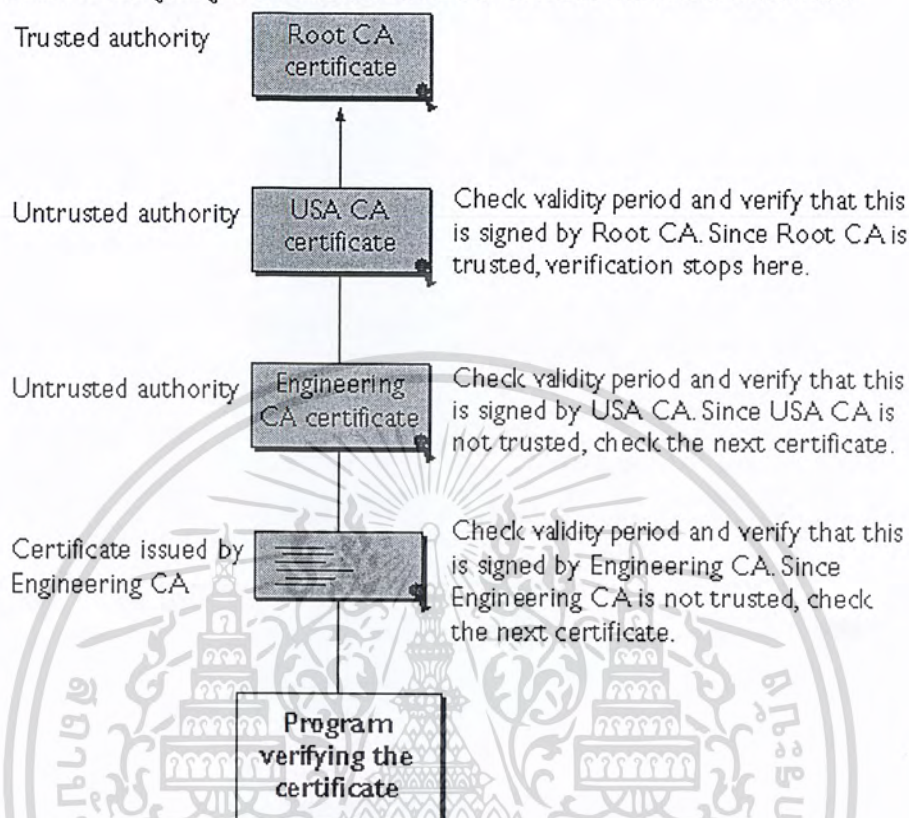 Trusted authority
Root CA
certificate
Untrusted authority
USA CA
certificate
Check validity period and verify that this
is signed by Root CA. Since Root CA is
trusted, verification stops here.
Untrusted authority
Engineering
CA certificate
Check validity period and verify that this
is signed by USA CA. Since USA CA is
not trusted, check the next certificate.
Certificate issued by
Engineering CA
Check validity period and verify that this
is signed by Engineering CA. Since
Engineering CA is not trusted, check
the next certificate.
Program
verifying the
certificate